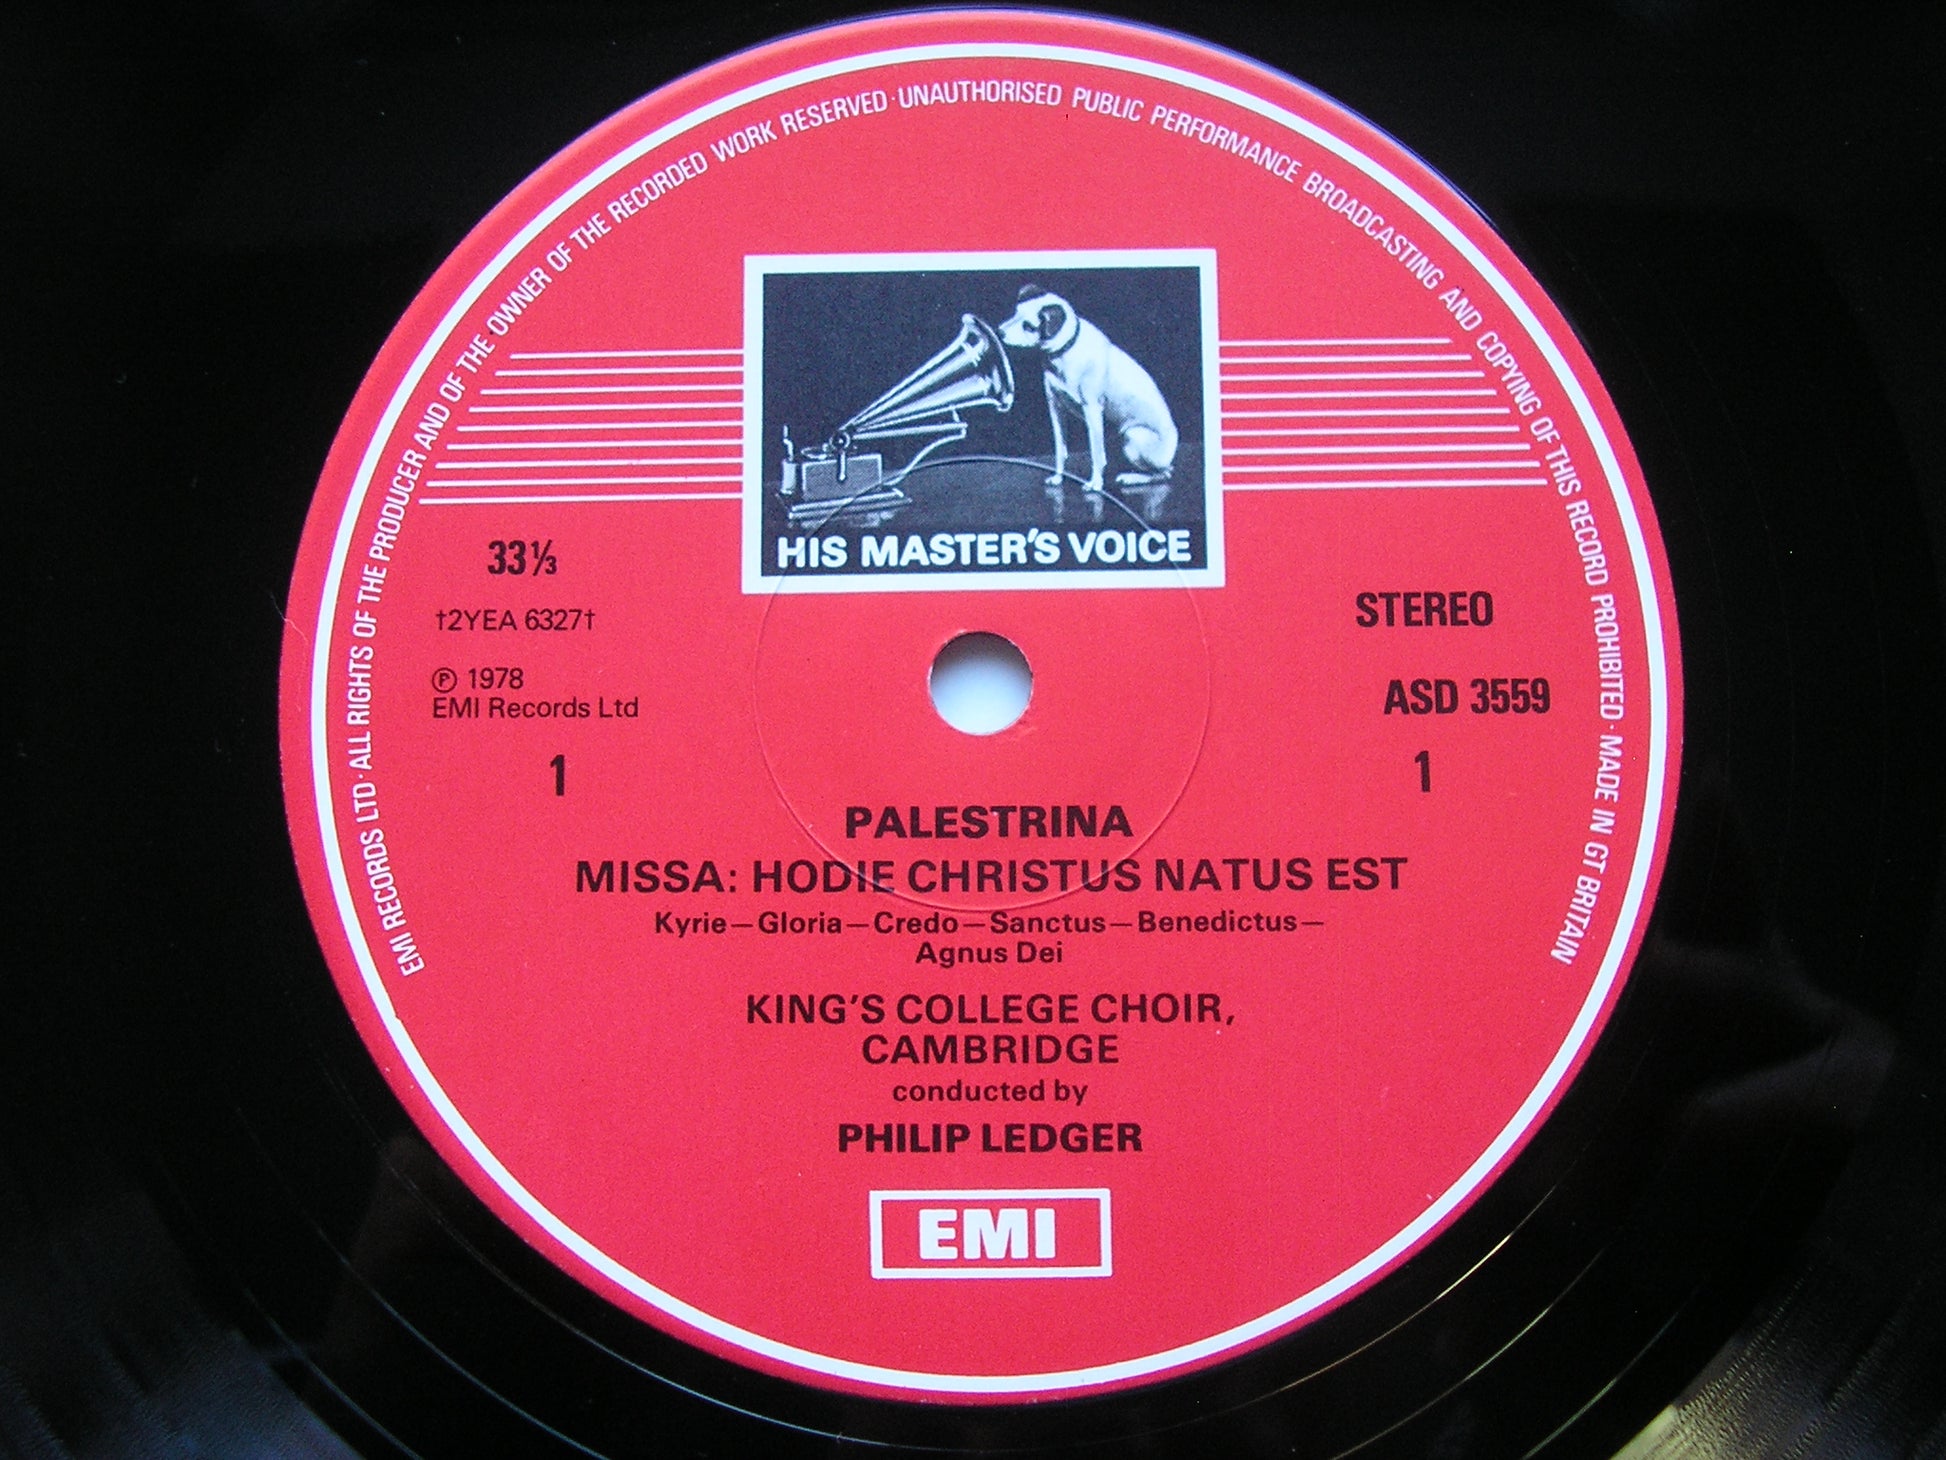 EMI RECORDS LTD · ALL RIGHTS OF THE PRODUCER AND OF THE OWNER OF THE RECORDED WORK RESERVED · UNAUTHORISED PUBLIC PERFORMANCE BROADCASTING AND COPYING OF THIS RECORD PROHIBITED · MADE IN GT BRITAIN
HIS MASTER'S VOICE
33⅓
†2YEA 6327†
℗ 1978
EMI Records Ltd
1
STEREO
ASD 3559
1
PALESTRINA
MISSA: HODIE CHRISTUS NATUS EST
Kyrie—Gloria—Credo—Sanctus—Benedictus—
Agnus Dei
KING'S COLLEGE CHOIR,
CAMBRIDGE
conducted by
PHILIP LEDGER
EMI